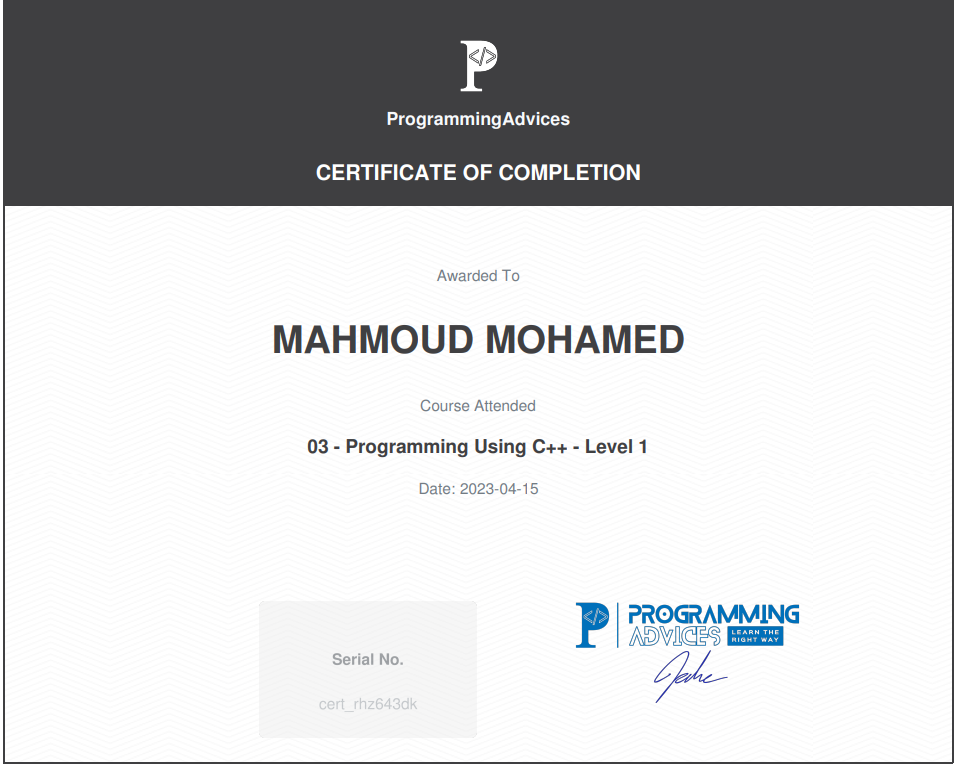 ProgrammingAdvices
CERTIFICATE OF COMPLETION
Awarded To
MAHMOUD MOHAMED
Course Attended
03 - Programming Using C++ - Level 1
Date: 2023-04-15
Serial No.
cert_rhz643dk
PROGRAMMING
ADVICES LEARN THE
RIGHT WAY